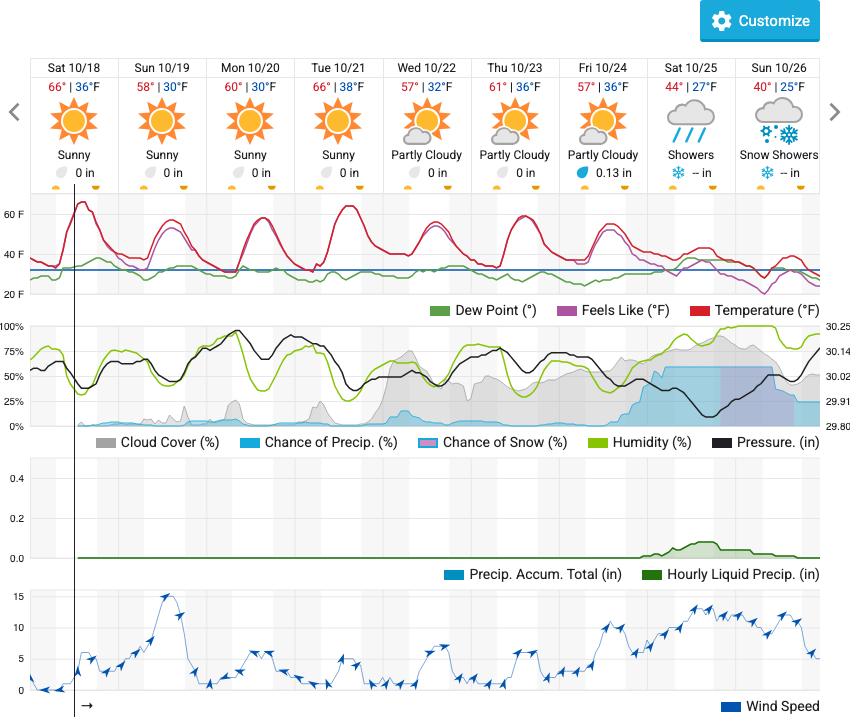 Customize
Sat 10/18 Sun 10/19 Mon 10/20 Tue 10/21 Wed 10/22 Thu 10/23 Fri 10/24 Sat 10/25 Sun 10/26
66° | 36°F 58° | 30°F 60° | 30°F 66° | 38°F 57° | 32°F 61° | 36°F 57° | 36°F 44° | 27°F 40° | 25°F
Sunny Sunny Sunny Sunny Partly Cloudy Partly Cloudy Partly Cloudy Showers Snow Showers
0 in 0 in 0 in 0 in 0 in 0 in 0.13 in -- in -- in
60 F
40 F
20 F
Dew Point (°) Feels Like (°F) Temperature (°F)
100% 30.25
75% 30.14
50% 30.02
25% 29.91
0% 29.80
Cloud Cover (%) Chance of Precip. (%) Chance of Snow (%) Humidity (%) Pressure. (in)
0.4
0.2
0.0
Precip. Accum. Total (in) Hourly Liquid Precip. (in)
15
10
5
0
→
Wind Speed